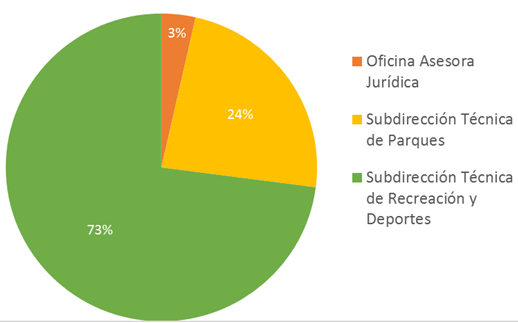 3%
24%
73%
Oficina Asesora
Jurídica
Subdirección Técnica
de Parques
Subdirección Técnica
de Recreación y
Deportes